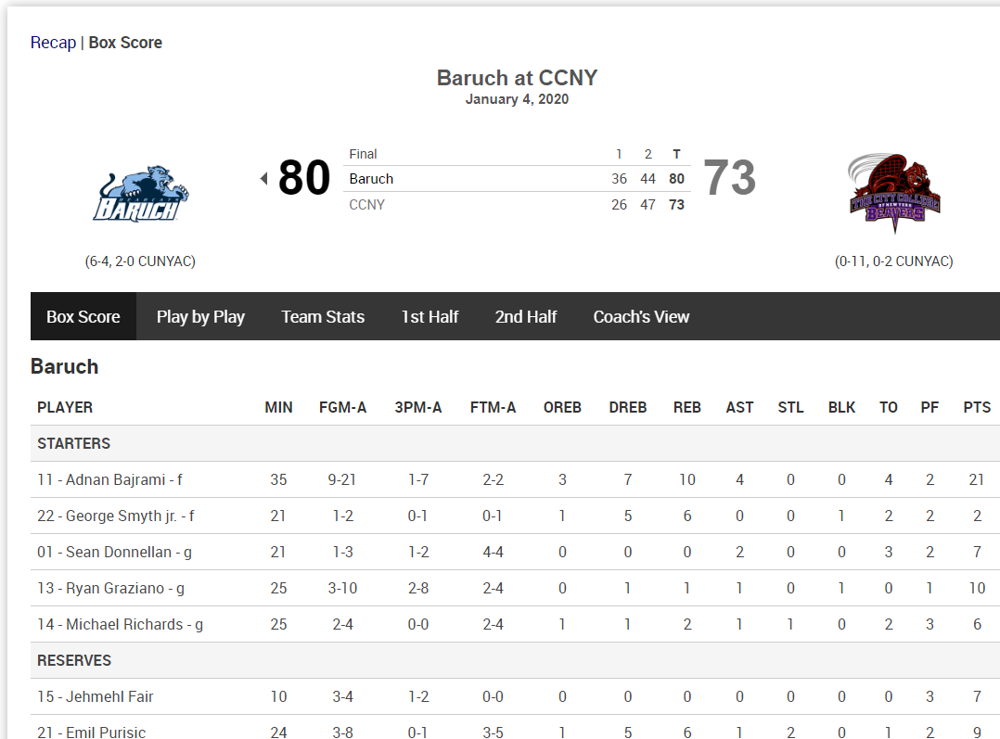 Recap | Box Score
Baruch at CCNY
January 4, 2020
Final 1 2 T
80 Baruch 36 44 80 73
CCNY 26 47 73
BEARCATS
BARUCH
THE CITY COLLEGE
OF NEW YORK
BEAVERS
(6-4, 2-0 CUNYAC)
(0-11, 0-2 CUNYAC)
Box Score Play by Play Team Stats 1st Half 2nd Half Coach's View
Baruch
PLAYER MIN FGM-A 3PM-A FTM-A OREB DREB REB AST STL BLK TO PF PTS
STARTERS
11 - Adnan Bajrami - f 35 9-21 1-7 2-2 3 7 10 4 0 0 4 2 21
22 - George Smyth jr. - f 21 1-2 0-1 0-1 1 5 6 0 0 1 2 2 2
01 - Sean Donnellan - g 21 1-3 1-2 4-4 0 0 0 2 0 0 3 2 7
13 - Ryan Graziano - g 25 3-10 2-8 2-4 0 1 1 1 0 1 0 1 10
14 - Michael Richards - g 25 2-4 0-0 2-4 1 1 2 1 1 0 2 3 6
RESERVES
15 - Jehmehl Fair 10 3-4 1-2 0-0 0 0 0 0 0 0 0 3 7
21 - Emil Purisic 24 3-8 0-1 3-5 1 5 6 1 2 0 1 2 9